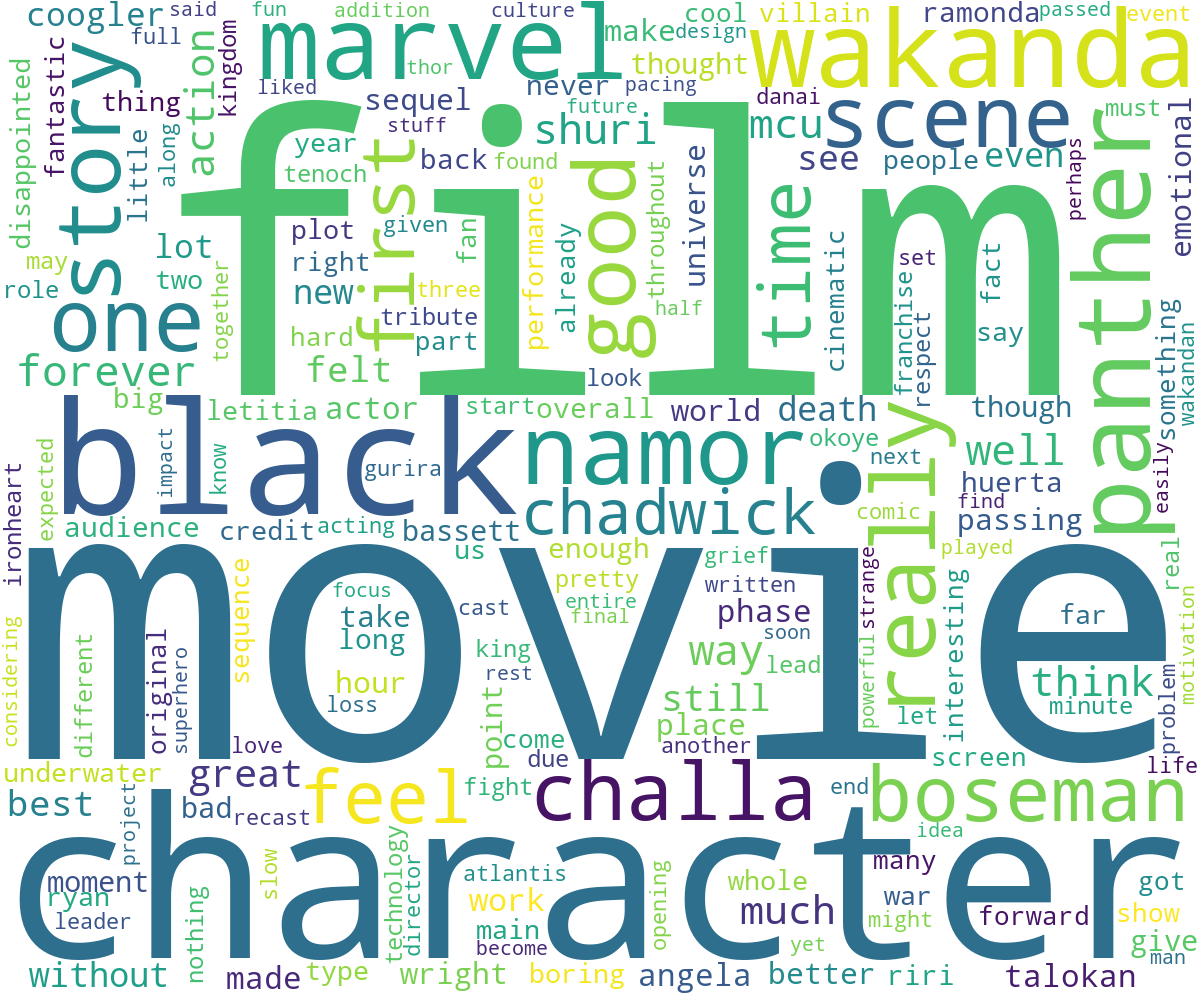 coogler
said
full
fun
addition
culture
marvel
thor
make
cool
design
thought
villain
ramonda
passed
event
wakanda
story
fantastic
thing
kingdom
action
liked
sequel
stuff
never
pacing
future
shuri
danai
mcu
scene
must
panther
disappointed
little
along
year
tenoch
first
back
found
film
good
universe
time
see
people
even
perhaps
emotional
may
role
lot
two
one
together
plot
right
new
given
fan
three
tribute
part
hard
performance
already
throughout
half
cinematic
set
franchise
respect
fact
say
something
wakandan
forever
big
felt
letitia
actor
start
overall
look
world
death
though
black
impact
know
gurira
namor
okoye
next
really
well
huerta
find
easily
ironheart
expected
audience
credit
acting
bassett
chadwick
comic
passing
us
enough
grief
played
real
movie
focus
take
long
pretty
entire
final
cast
written
phase
soon
strange
far
considering
different
original
superhero
sequence
hour
loss
king
rest
way
lead
still
place
powerful
let
interesting
think
minute
problem
motivation
underwater
great
love
point
come
due
another
screen
life
best
project
bad
recast
feel
fight
challa
end
boseman
character
idea
moment
ryan
leader
nothing
slow
technology
director
atlantis
work
main
become
opening
whole
much
yet
many
war
might
forward
got
show
give
man
without
made
type
wright
boring
angela
better
riri
talokan